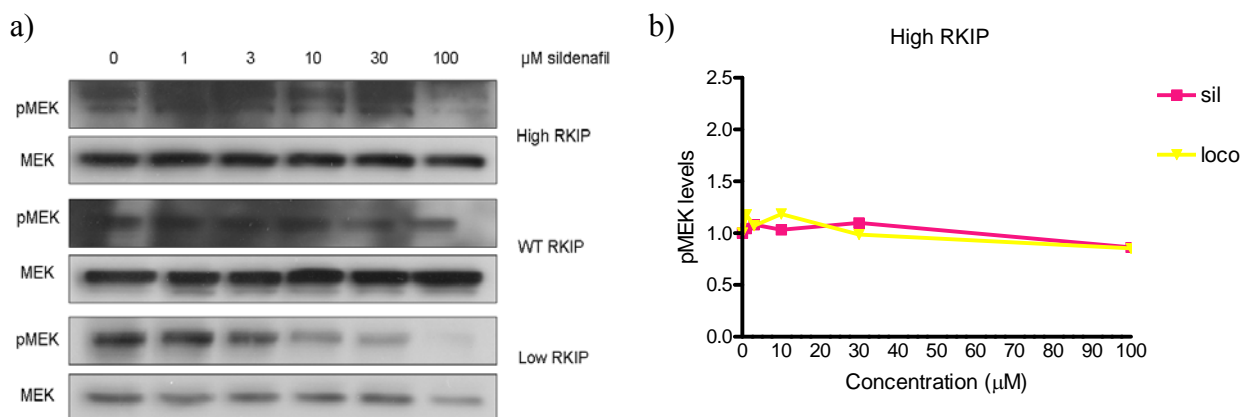 a)
0 1 3 10 30 100 µM sildenafil
pMEK
High RKIP
MEK
pMEK
WT RKIP
MEK
pMEK
Low RKIP
MEK
b)
High RKIP
2.5
2.0
1.5
1.0
0.5
0.0
pMEK levels
0 10 20 30 40 50 60 70 80 90 100
Concentration (µM)
sil
loco